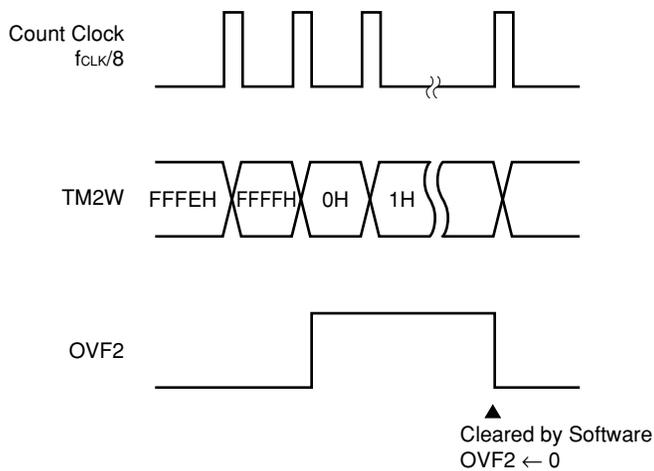 Count Clock
fCLK/8
TM2W
FFFEH FFFFH 0H 1H
OVF2
Cleared by Software
OVF2 ← 0